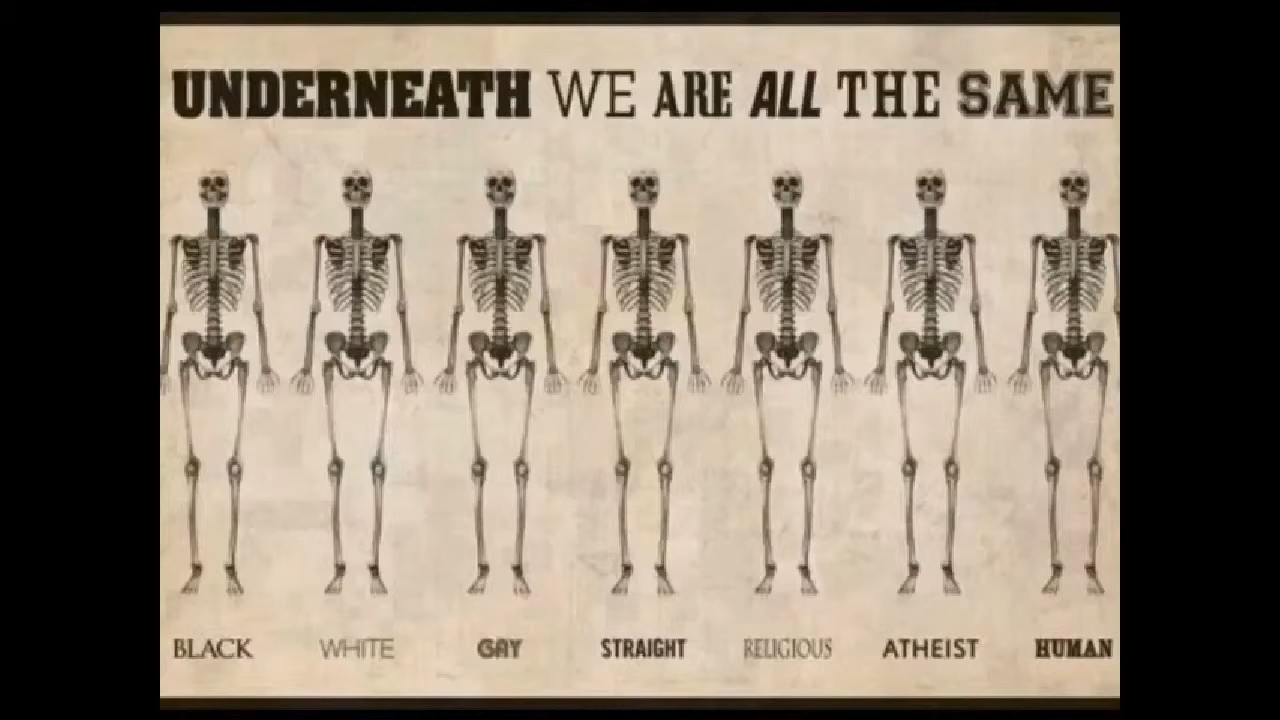 UNDERNEATH WE ARE ALL THE SAME
BLACK WHITE GAY STRAIGHT RELIGIOUS ATHEIST HUMAN